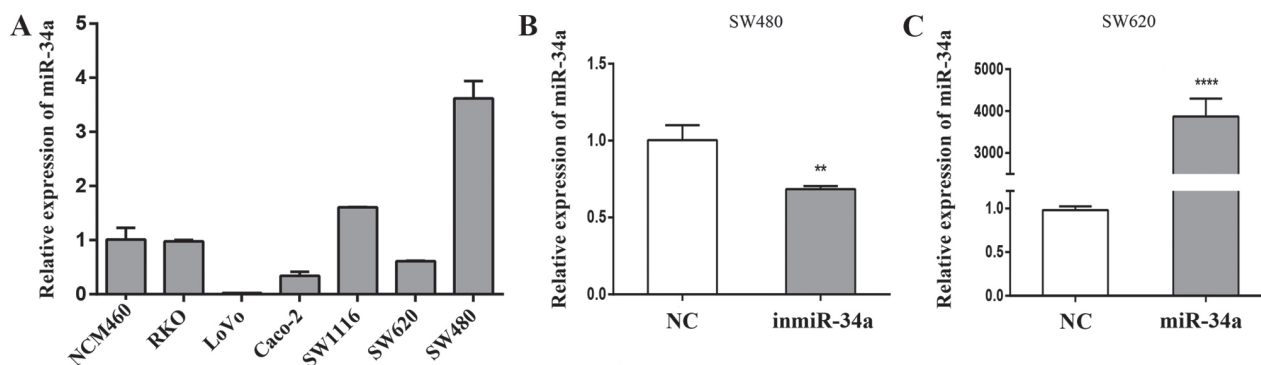 A
Relative expression of miR-34a
5
4
3
2
1
0
NCM460
RKO
LoVo
Caco-2
SW1116
SW620
SW480
B
SW480
Relative expression of miR-34a
1.5
1.0
0.5
0.0
**
NC
inmiR-34a
C
SW620
Relative expression of miR-34a
5000
4000
3000
1.0
0.5
0.0
****
NC
miR-34a